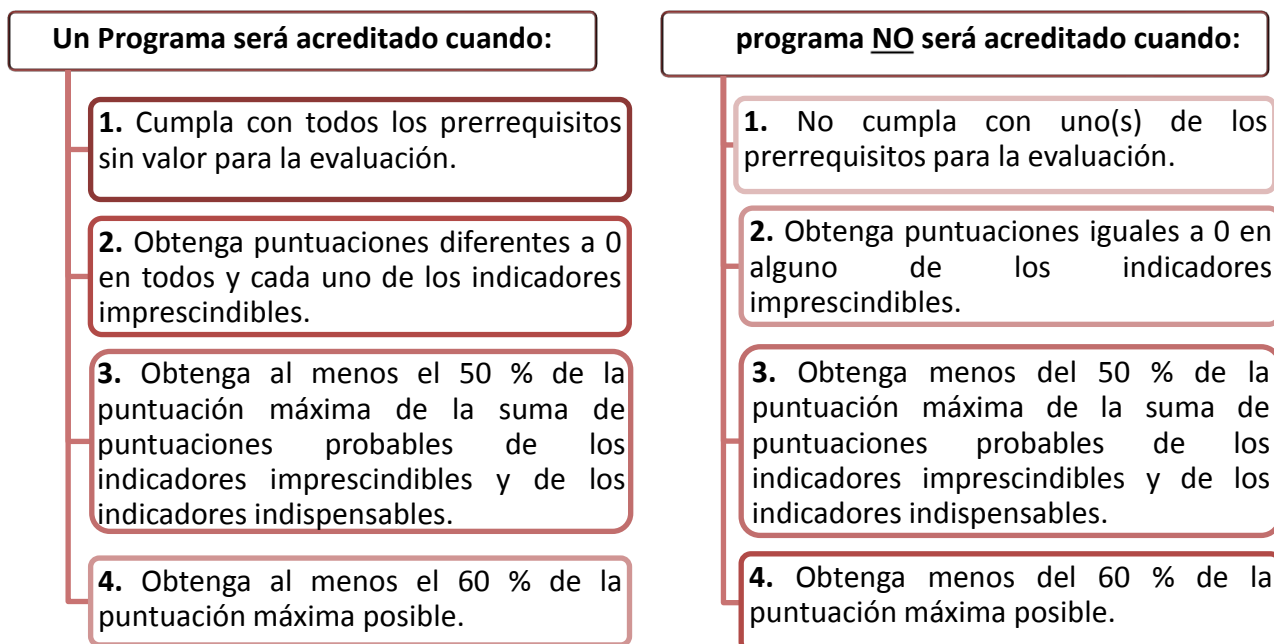 Un Programa será acreditado cuando:
1. Cumpla con todos los prerrequisitos
sin valor para la evaluación.
2. Obtenga puntuaciones diferentes a 0
en todos y cada uno de los indicadores
imprescindibles.
3. Obtenga al menos el 50 % de la
puntuación máxima de la suma de
puntuaciones probables de los
indicadores imprescindibles y de los
indicadores indispensables.
4. Obtenga al menos el 60 % de la
puntuación máxima posible.
programa NO será acreditado cuando:
1. No cumpla con uno(s) de los
prerrequisitos para la evaluación.
2. Obtenga puntuaciones iguales a 0 en
alguno de los indicadores
imprescindibles.
3. Obtenga menos del 50 % de la
puntuación máxima de la suma de
puntuaciones probables de los
indicadores imprescindibles y de los
indicadores indispensables.
4. Obtenga menos del 60 % de la
puntuación máxima posible.